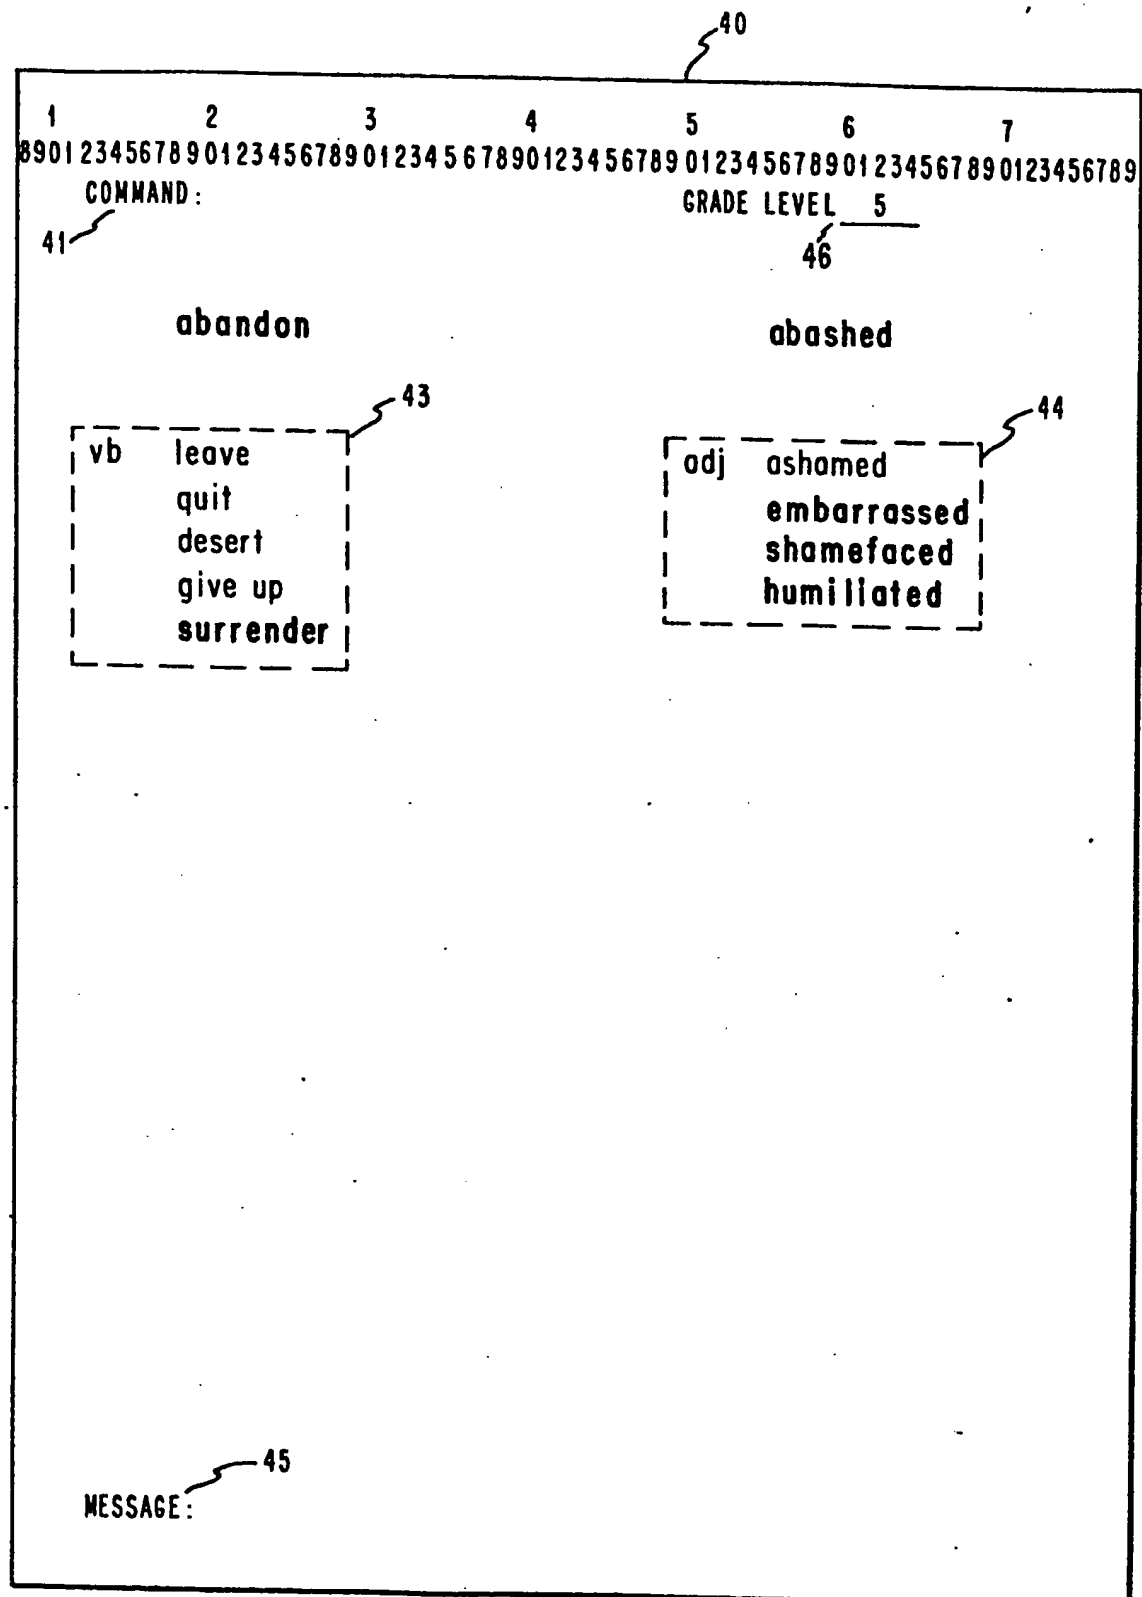 40
1 2 3 4 5 6 7
890123456789012345678901234567890123456789012345678901234567890123456789
COMMAND: GRADE LEVEL 5
41 46
abandon abashed
43 44
vb leave adj ashamed
quit embarrassed
desert shamefaced
give up humiliated
surrender
45
MESSAGE: